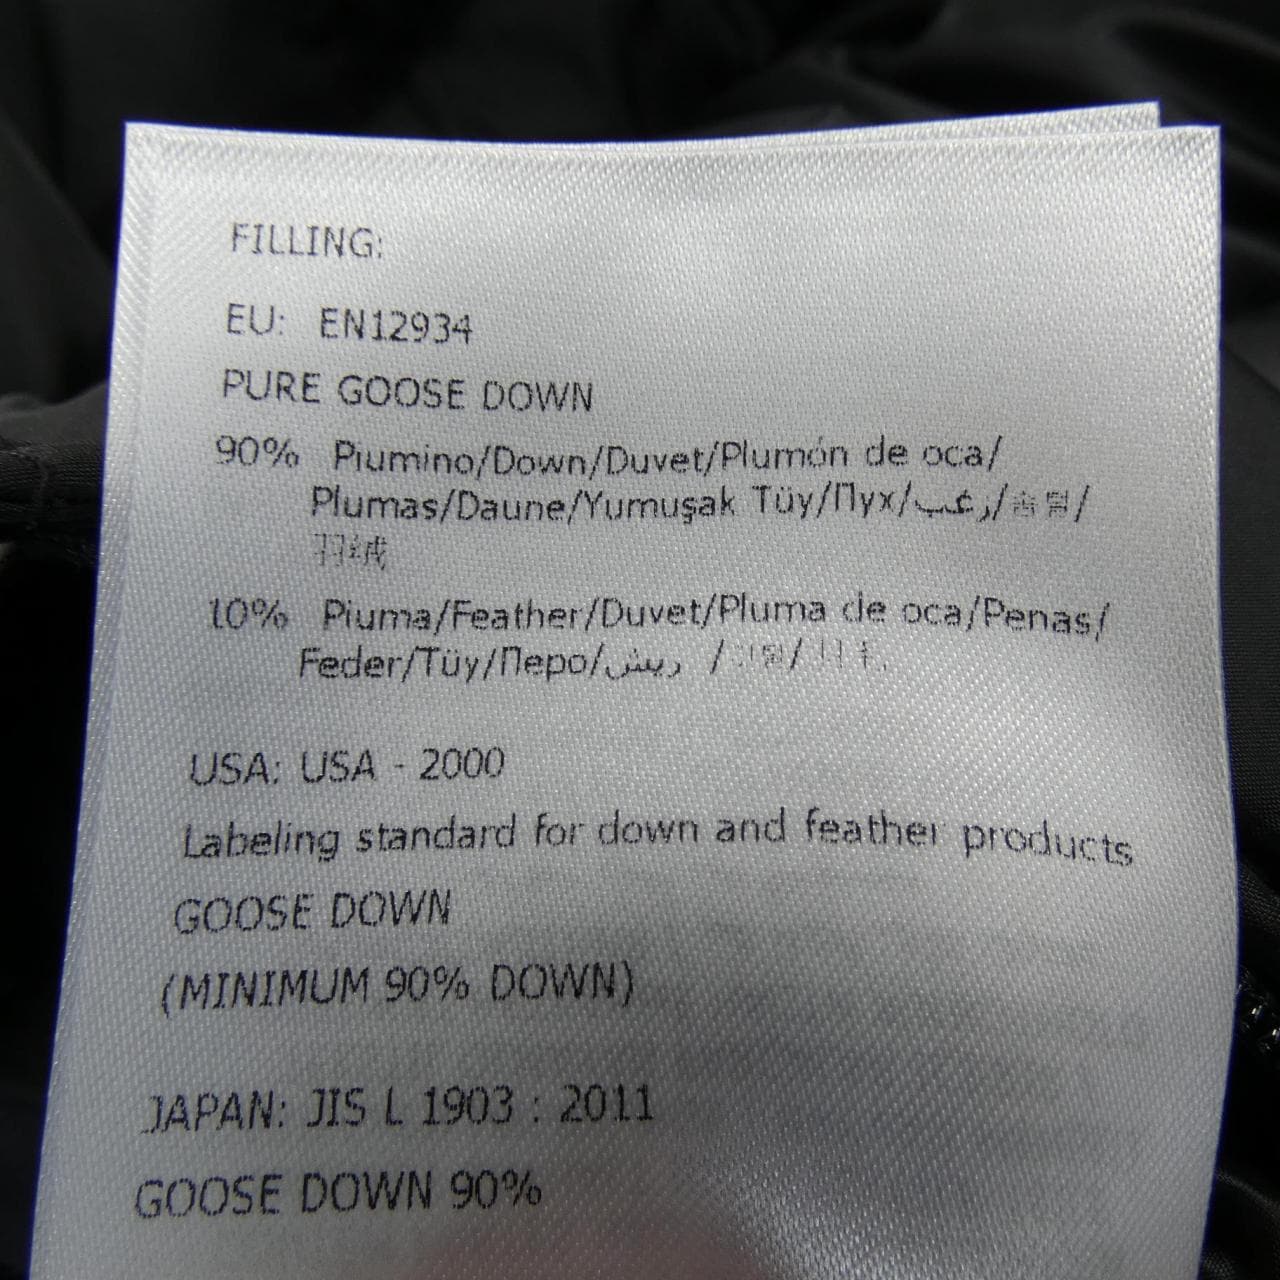 FILLING:
EU: EN12934
PURE GOOSE DOWN
90% Piumino/Down/Duvet/Plumón de oca/
Plumas/Daune/Yumuşak Tüy/Пух/زغب/솜털/
羽绒
10% Piuma/Feather/Duvet/Pluma de oca/Penas/
Feder/Tüy/Перо/ريش /
USA: USA - 2000
Labeling standard for down and feather products
GOOSE DOWN
(MINIMUM 90% DOWN)
JAPAN: JIS L 1903 : 2011
GOOSE DOWN 90%